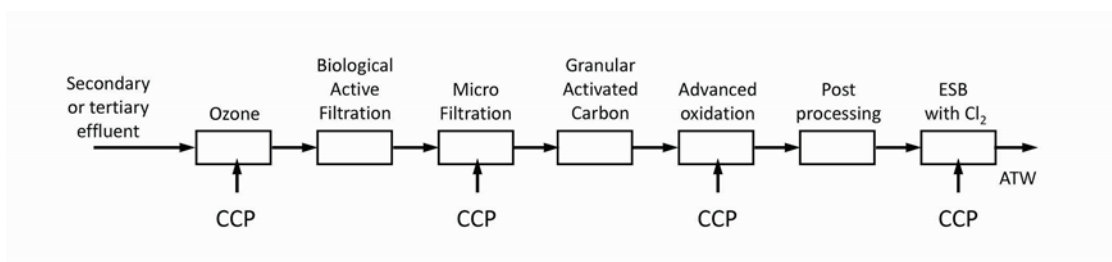 Secondary
or tertiary
effluent
Ozone
Biological
Active
Filtration
Micro
Filtration
Granular
Activated
Carbon
Advanced
oxidation
Post
processing
ESB
with Cl₂
ATW
CCP
CCP
CCP
CCP